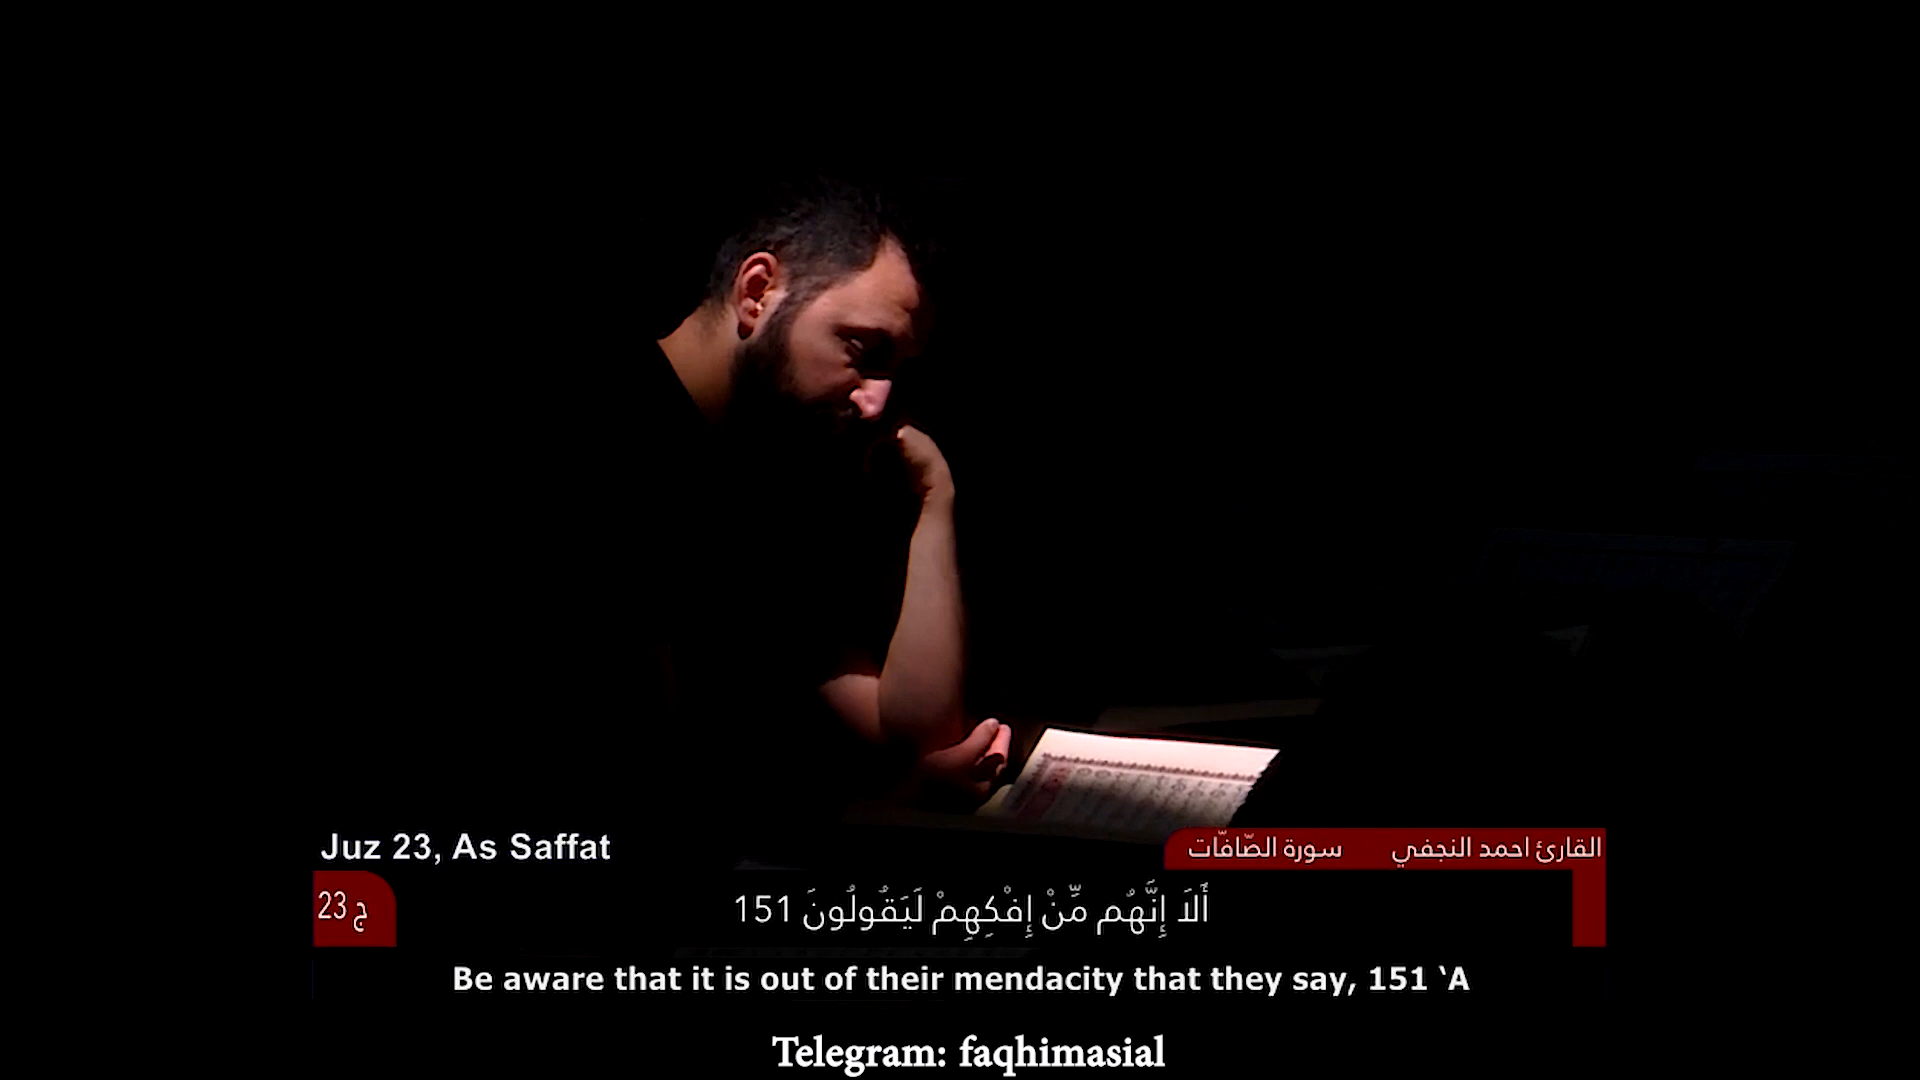 Juz 23, As Saffat
القارئ احمد النجفي
سورة الصّافّات
ج 23
أَلَا إِنَّهُم مِّنْ إِفْكِهِمْ لَيَقُولُونَ 151
Be aware that it is out of their mendacity that they say, 151 ‘A
Telegram: faqhimasial